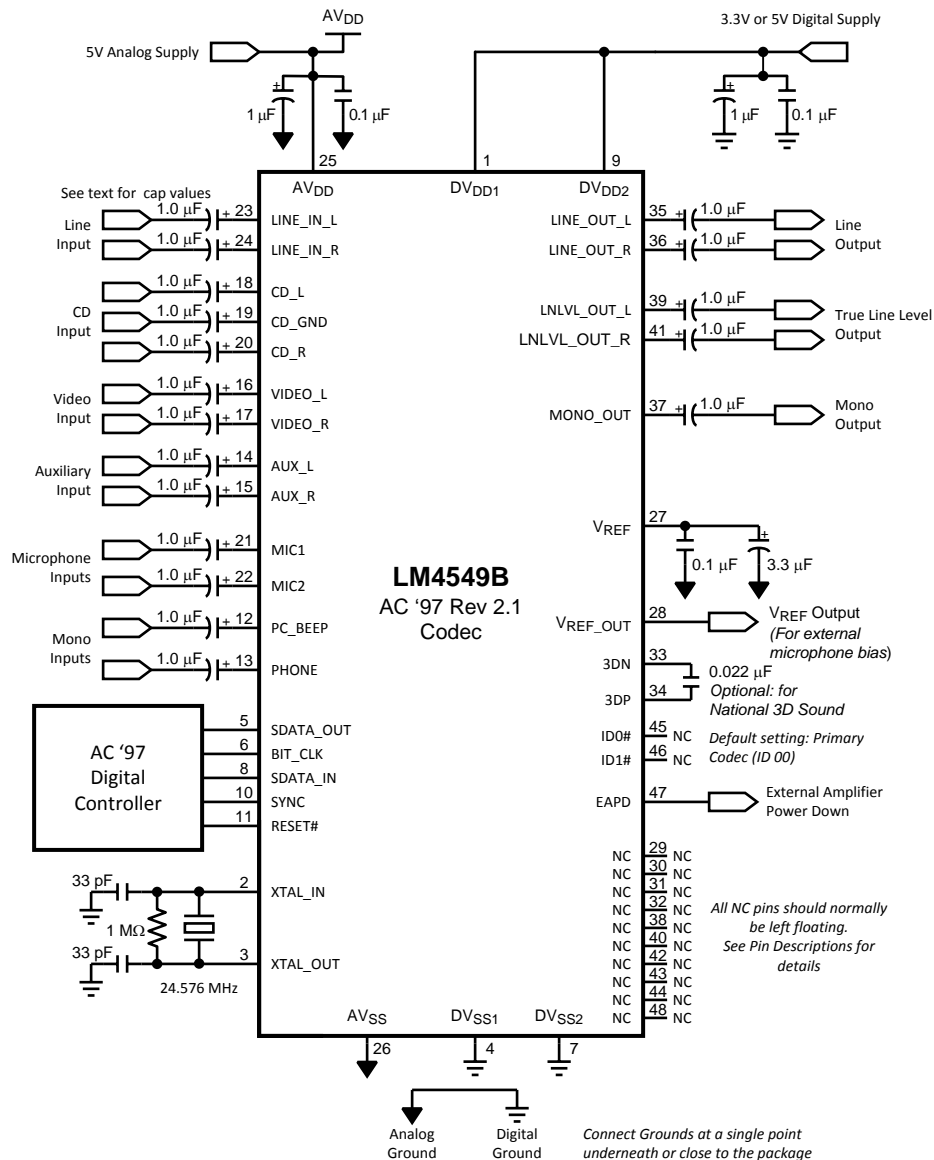 AVDD
3.3V or 5V Digital Supply
5V Analog Supply
1 μF
0.1 μF
1 μF
0.1 μF
25
1
9
AVDD
DVDD1
DVDD2
See text for cap values
Line
Input
1.0 μF + 23 LINE_IN_L
1.0 μF + 24 LINE_IN_R
CD
Input
1.0 μF + 18 CD_L
1.0 μF + 19 CD_GND
1.0 μF + 20 CD_R
Video
Input
1.0 μF + 16 VIDEO_L
1.0 μF + 17 VIDEO_R
Auxiliary
Input
1.0 μF + 14 AUX_L
1.0 μF + 15 AUX_R
Microphone
Inputs
1.0 μF + 21 MIC1
1.0 μF + 22 MIC2
Mono
Inputs
1.0 μF + 12 PC_BEEP
1.0 μF + 13 PHONE
AC ‘97
Digital
Controller
5 SDATA_OUT
6 BIT_CLK
8 SDATA_IN
10 SYNC
11 RESET#
33 pF
2 XTAL_IN
1 MΩ
33 pF
3 XTAL_OUT
24.576 MHz
LM4549B
AC ‘97 Rev 2.1
Codec
LINE_OUT_L 35 + 1.0 μF
LINE_OUT_R 36 + 1.0 μF
Line
Output
LNLVL_OUT_L 39 + 1.0 μF
LNLVL_OUT_R 41 + 1.0 μF
True Line Level
Output
MONO_OUT 37 + 1.0 μF
Mono
Output
VREF 27
0.1 μF
+
3.3 μF
VREF_OUT 28
VREF Output
(For external
microphone bias)
3DN 33
3DP 34
0.022 μF
Optional: for
National 3D Sound
ID0# 45 NC
ID1# 46 NC
Default setting: Primary
Codec (ID 00)
EAPD 47
External Amplifier
Power Down
NC 29 NC
NC 30 NC
NC 31 NC
NC 32 NC
NC 38 NC
NC 40 NC
NC 42 NC
NC 43 NC
NC 44 NC
NC 48 NC
All NC pins should normally
be left floating.
See Pin Descriptions for
details
AVSS
DVSS1
DVSS2
26
4
7
Analog
Ground
Digital
Ground
Connect Grounds at a single point
underneath or close to the package